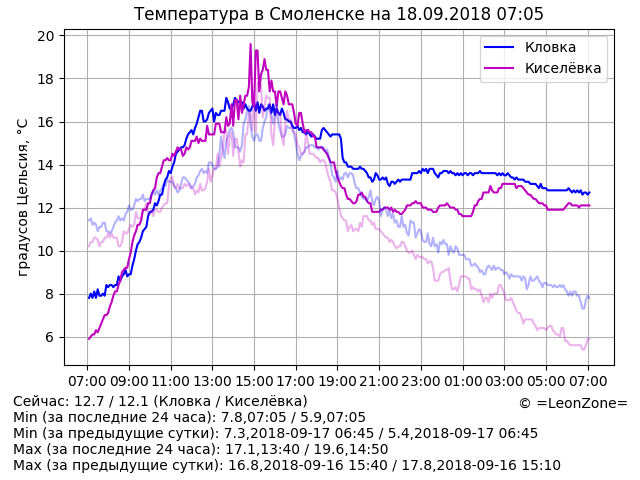 Температура в Смоленске на 18.09.2018 07:05
градусов Цельсия, °C
20
18
16
14
12
10
8
6
Кловка
Киселёвка
07:00 09:00 11:00 13:00 15:00 17:00 19:00 21:00 23:00 01:00 03:00 05:00 07:00
Сейчас: 12.7 / 12.1 (Кловка / Киселёвка)
© =LeonZone=
Min (за последние 24 часа): 7.8,07:05 / 5.9,07:05
Min (за предыдущие сутки): 7.3,2018-09-17 06:45 / 5.4,2018-09-17 06:45
Max (за последние 24 часа): 17.1,13:40 / 19.6,14:50
Max (за предыдущие сутки): 16.8,2018-09-16 15:40 / 17.8,2018-09-16 15:10